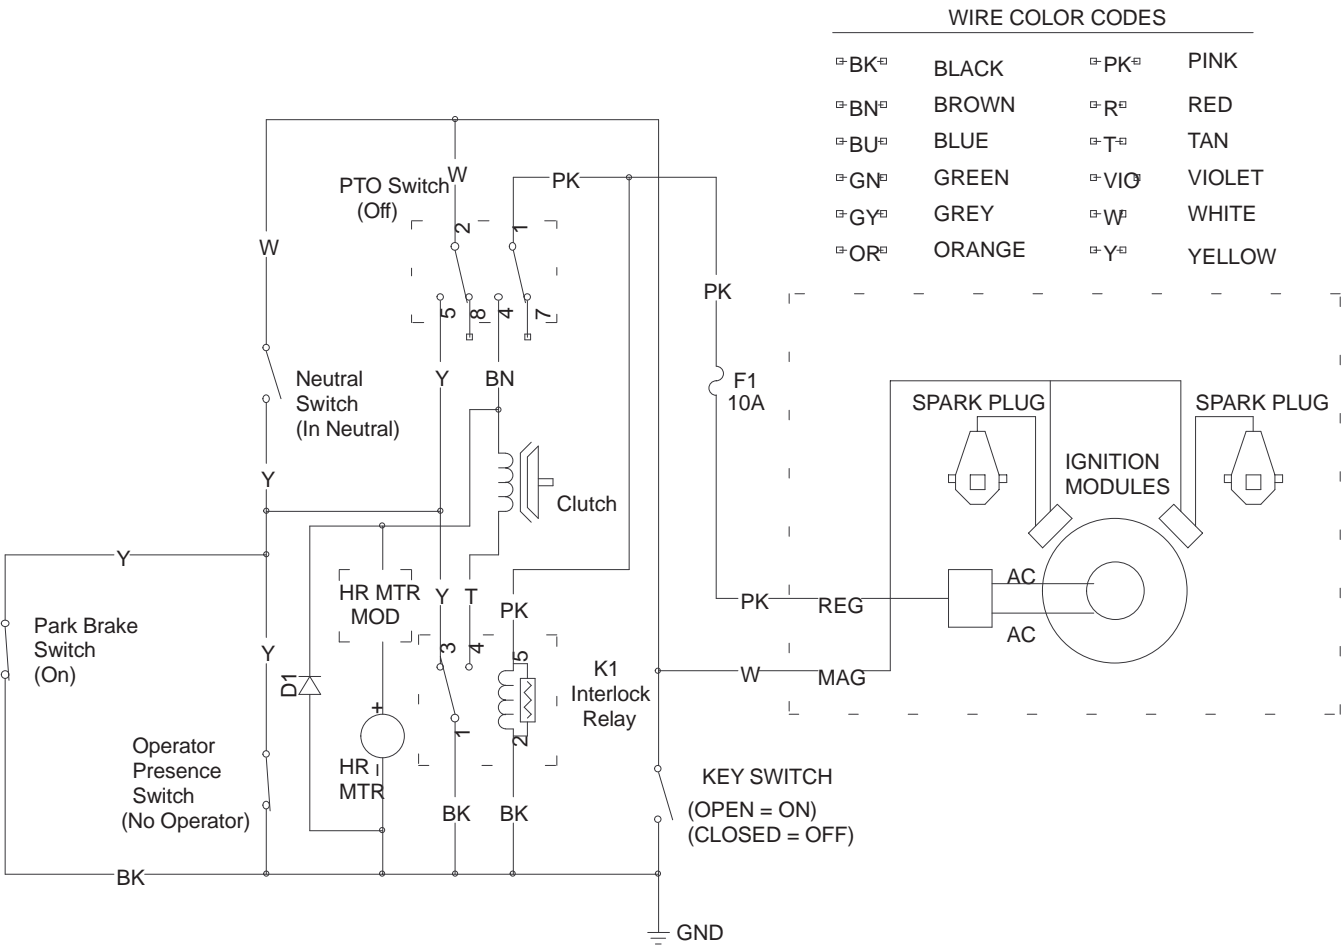 WIRE COLOR CODES
BK BLACK PK PINK
BN BROWN R RED
BU BLUE T TAN
GN GREEN VIO VIOLET
GY GREY W WHITE
OR ORANGE Y YELLOW
PTO Switch
(Off)
W
PK
2
1
W
5
8
4
7
PK
Neutral
Switch
(In Neutral)
Y
BN
F1
10A
SPARK PLUG
SPARK PLUG
IGNITION
MODULES
Y
Clutch
Y
HR MTR
MOD
Y
T
PK
AC
AC
PK
REG
Park Brake
Switch
(On)
Y
3
4
5
K1
Interlock
Relay
W
MAG
D1
+
1
2
Operator
Presence
Switch
(No Operator)
HR
MTR
-
KEY SWITCH
(OPEN = ON)
(CLOSED = OFF)
BK
BK
BK
GND